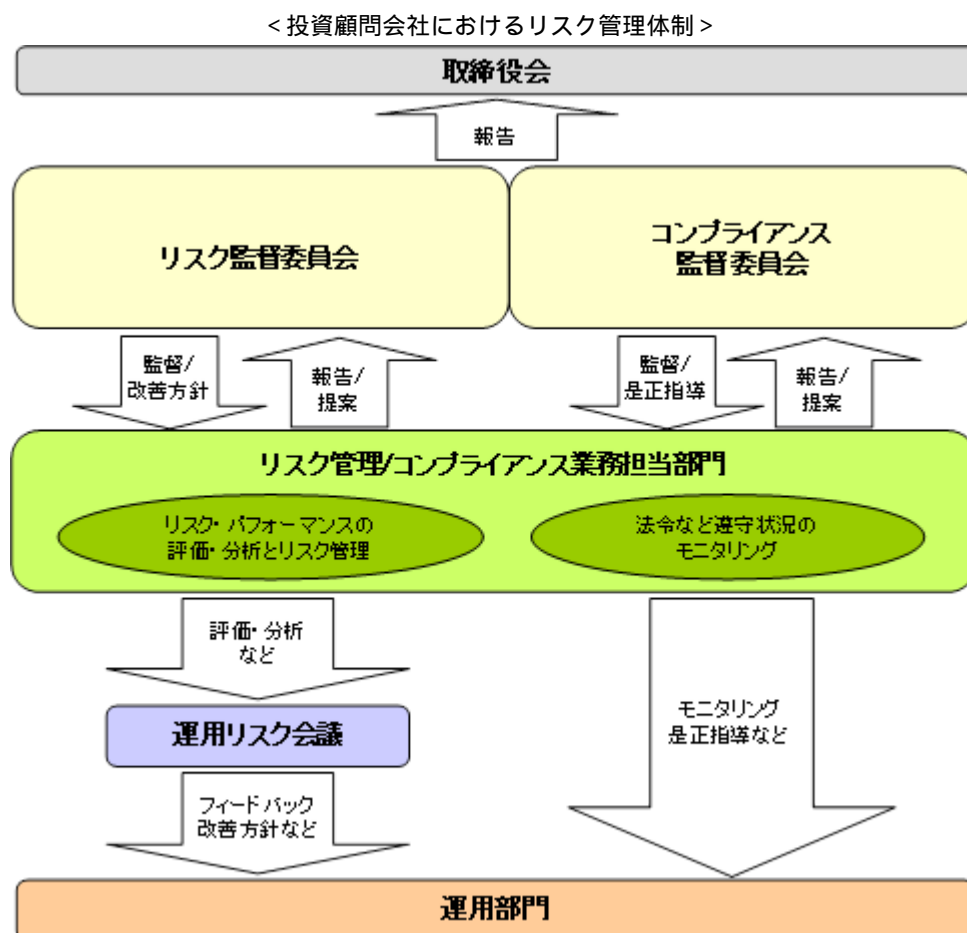 <投資顧問会社におけるリスク管理体制>
取締役会
報告
リスク監督委員会
コンプライアンス
監督委員会
監督/
改善方針
報告/
提案
監督/
是正指導
報告/
提案
リスク管理/コンプライアンス業務担当部門
リスク・パフォーマンスの
評価・分析とリスク管理
法令など遵守状況の
モニタリング
評価・分析
など
運用リスク会議
モニタリング
是正指導など
フィードバック
改善方針など
運用部門